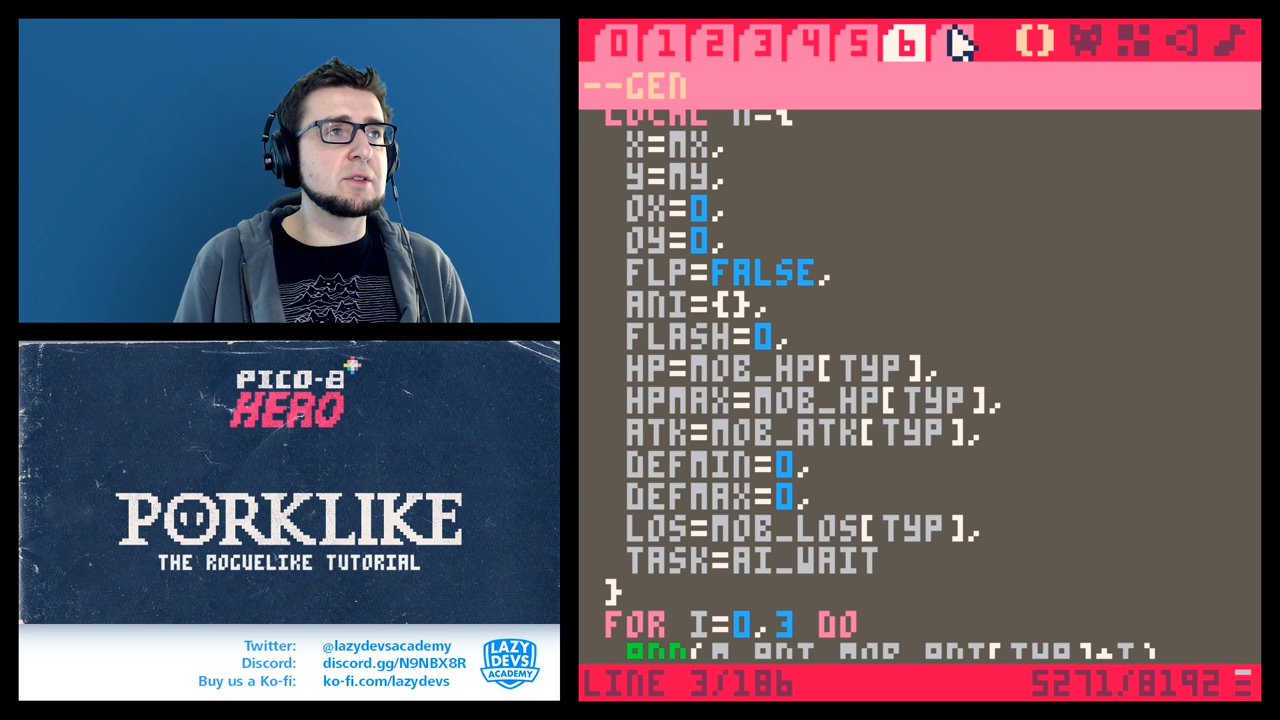 0 1 2 3 4 5 6
--GEN
LOCAL M={
X=MX,
Y=MY,
OX=0,
OY=0,
FLP=FALSE,
ANI={},
FLASH=0,
HP=MOB_HP[TYP],
HPMAX=MOB_HP[TYP],
ATK=MOB_ATK[TYP],
DEFMIN=0,
DEFMAX=0,
LOS=MOB_LOS[TYP],
TASK=AI_WAIT
}
FOR I=0,3 DO
LINE 3/186 5271/8192
PICO-8
HERO
PORKLIKE
THE ROGUELIKE TUTORIAL
Twitter: @lazydevsacademy
Discord: discord.gg/N9NBX8R
Buy us a Ko-fi: ko-fi.com/lazydevs
LAZY
DEVS
ACADEMY